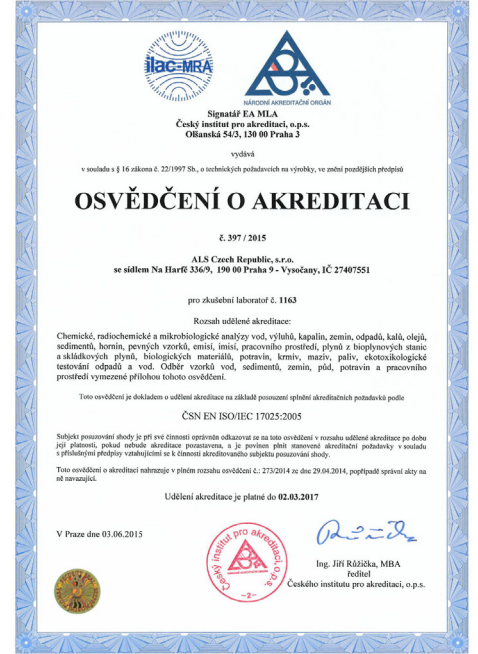 ilac-MRA
NÁRODNÍ AKREDITAČNÍ ORGÁN
Signatář EA MLA
Český institut pro akreditaci, o.p.s.
Olšanská 54/3, 130 00 Praha 3
vydává
v souladu s § 16 zákona č. 22/1997 Sb., o technických požadavcích na výrobky, ve znění pozdějších předpisů
OSVĚDČENÍ O AKREDITACI
č. 397 / 2015
ALS Czech Republic, s.r.o.
se sídlem Na Harfě 336/9, 190 00 Praha 9 - Vysočany, IČ 27407551
pro zkušební laboratoř č. 1163
Rozsah udělené akreditace:
Chemické, radiochemické a mikrobiologické analýzy vod, výluhů, kapalin, zemin, odpadů, kalů, olejů,
sedimentů, hornin, pevných vzorků, emisí, imisí, pracovního prostředí, plynů z bioplynových stanic
a skládkových plynů, biologických materiálů, potravin, krmiv, maziv, paliv, ekotoxikologické
testování odpadů a vod. Odběr vzorků vod, sedimentů, zemin, půd, potravin a pracovního
prostředí vymezené přílohou tohoto osvědčení.
Toto osvědčení je dokladem o udělení akreditace na základě posouzení splnění akreditačních požadavků podle
ČSN EN ISO/IEC 17025:2005
Subjekt posuzování shody je při své činnosti oprávněn odkazovat se na toto osvědčení v rozsahu udělené akreditace po dobu
její platnosti, pokud nebude akreditace pozastavena, a je povinen plnit stanovené akreditační požadavky v souladu
s příslušnými předpisy vztahujícími se k činnosti akreditovaného subjektu posuzování shody.
Toto osvědčení o akreditaci nahrazuje v plném rozsahu osvědčení č.: 273/2014 ze dne 29.04.2014, popřípadě správní akty na
ně navazující.
Udělení akreditace je platné do 02.03.2017
V Praze dne 03.06.2015
Český institut pro akreditaci, o.p.s.
-2-
Ing. Jiří Růžička, MBA
ředitel
Českého institutu pro akreditaci, o.p.s.